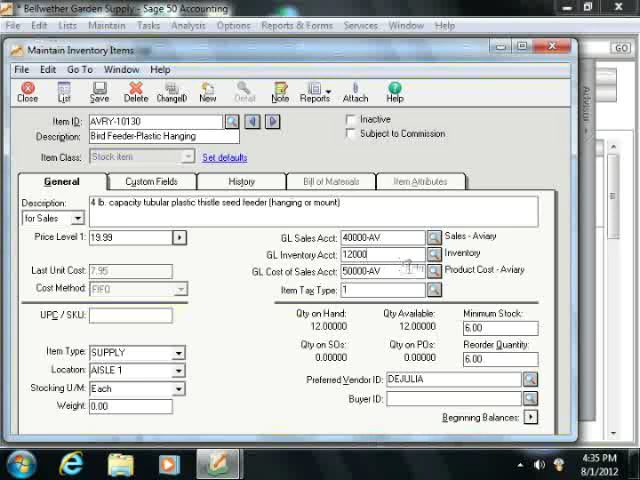 * Bellwether Garden Supply - Sage 50 Accounting
File Edit Lists Maintain Tasks Analysis Options Reports & Forms Services Window Help
GO
Maintain Inventory Items
File Edit Go To Window Help
Close List Save Delete ChangeID New Detail Note Reports Attach Help
Item ID: AVRY-10130
Inactive
Description: Bird Feeder-Plastic Hanging
Subject to Commission
Item Class: Stock item Set defaults
General Custom Fields History Bill of Materials Item Attributes
Description: 4 lb. capacity tubular plastic thistle seed feeder (hanging or mount)
for Sales
Price Level 1: 19.99
GL Sales Acct: 40000-AV Sales - Aviary
GL Inventory Acct: 12000 Inventory
Last Unit Cost: 7.95
GL Cost of Sales Acct: 50000-AV Product Cost - Aviary
Cost Method: FIFO
Item Tax Type: 1
UPC / SKU:
Qty on Hand: Qty Available: Minimum Stock:
12.00000 12.00000 6.00
Qty on SOs: Qty on POs: Reorder Quantity:
0.00000 0.00000 6.00
Item Type: SUPPLY
Location: AISLE 1
Preferred Vendor ID: DEJULIA
Stocking U/M: Each
Buyer ID:
Weight: 0.00
Beginning Balances:
Advisor
4:35 PM
8/1/2012